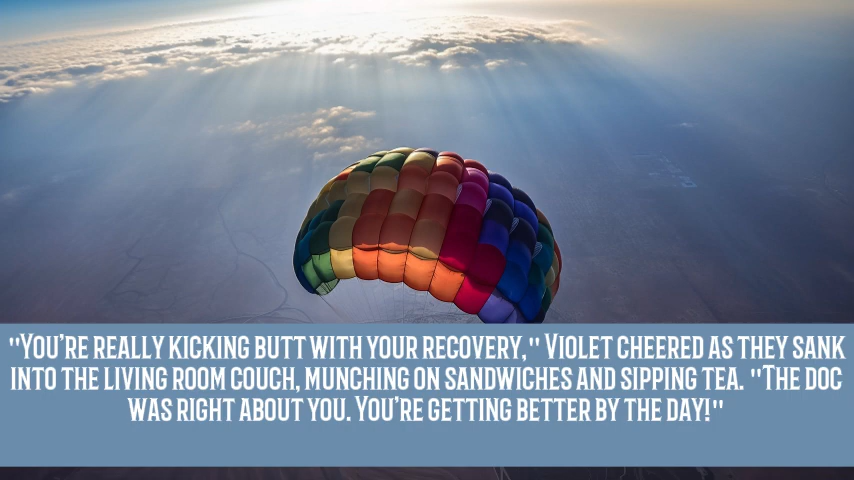 "You’re really kicking butt with your recovery," Violet cheered as they sank
into the living room couch, munching on sandwiches and sipping tea. "The doc
was right about you. You’re getting better by the day!"